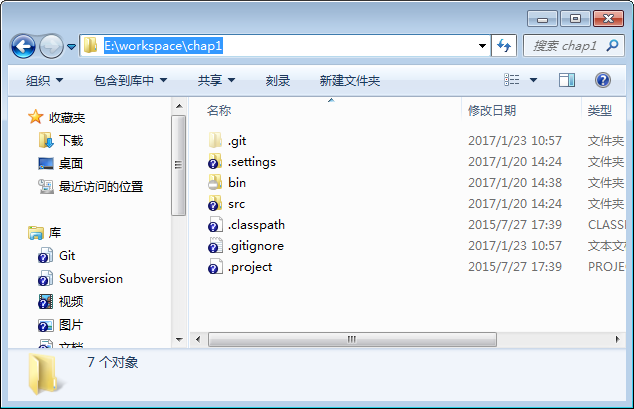 E:\workspace\chap1
搜索 chap1
组织 包含到库中 共享 刻录 新建文件夹
收藏夹
下载
桌面
最近访问的位置
库
Git
Subversion
视频
图片
文档
名称 修改日期 类型
.git 2017/1/23 10:57 文件夹
.settings 2017/1/20 14:24 文件夹
bin 2017/1/20 14:38 文件夹
src 2017/1/20 14:24 文件夹
.classpath 2015/7/27 17:39 CLASS
.gitignore 2017/1/23 10:57 文本文档
.project 2015/7/27 17:39 PROJE
7 个对象